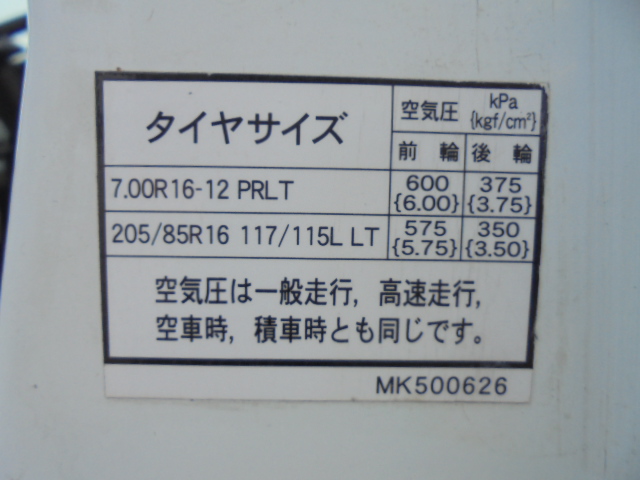 タイヤサイズ
空気圧 kPa {kgf/cm²}
前輪 後輪
7.00R16-12 PRLT 600 {6.00} 375 {3.75}
205/85R16 117/115L LT 575 {5.75} 350 {3.50}
空気圧は一般走行,高速走行,
空車時,積車時とも同じです。
MK500626